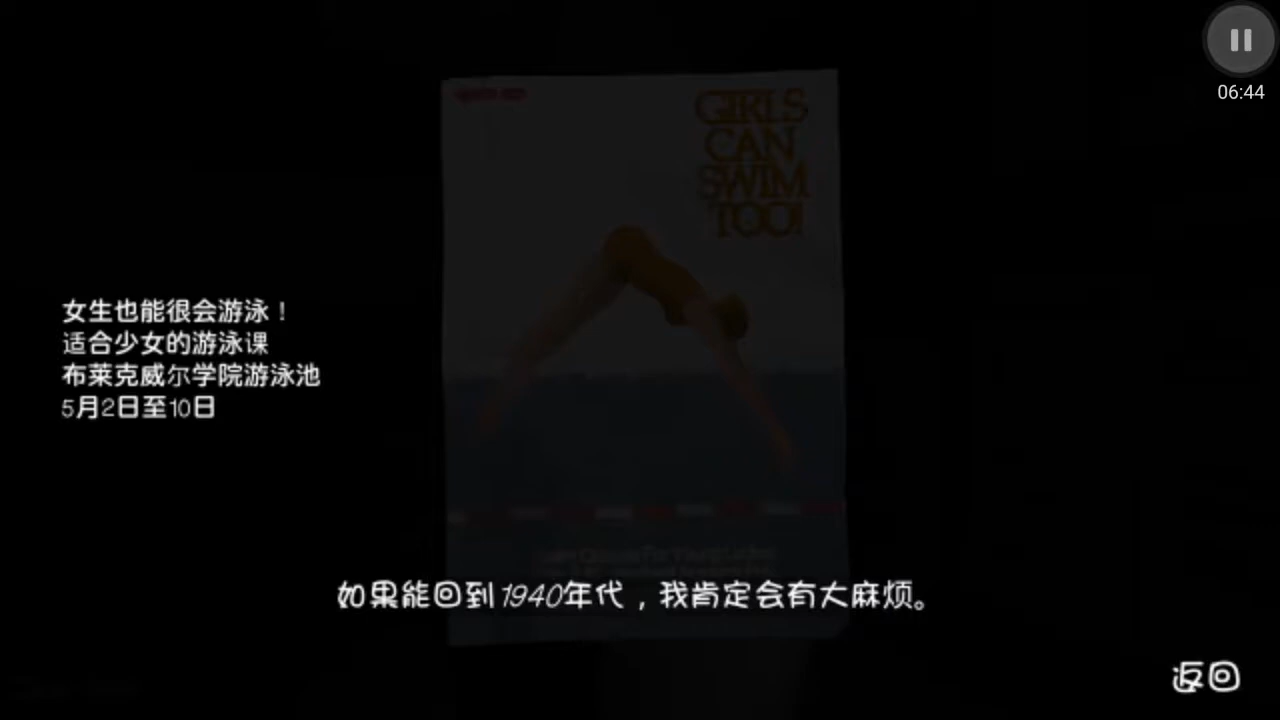 06:44
GIRLS
CAN
SWIM
TOO!
女生也能很会游泳！
适合少女的游泳课
布莱克威尔学院游泳池
5月2日至10日
如果能回到1940年代，我肯定会有大麻烦。
返回